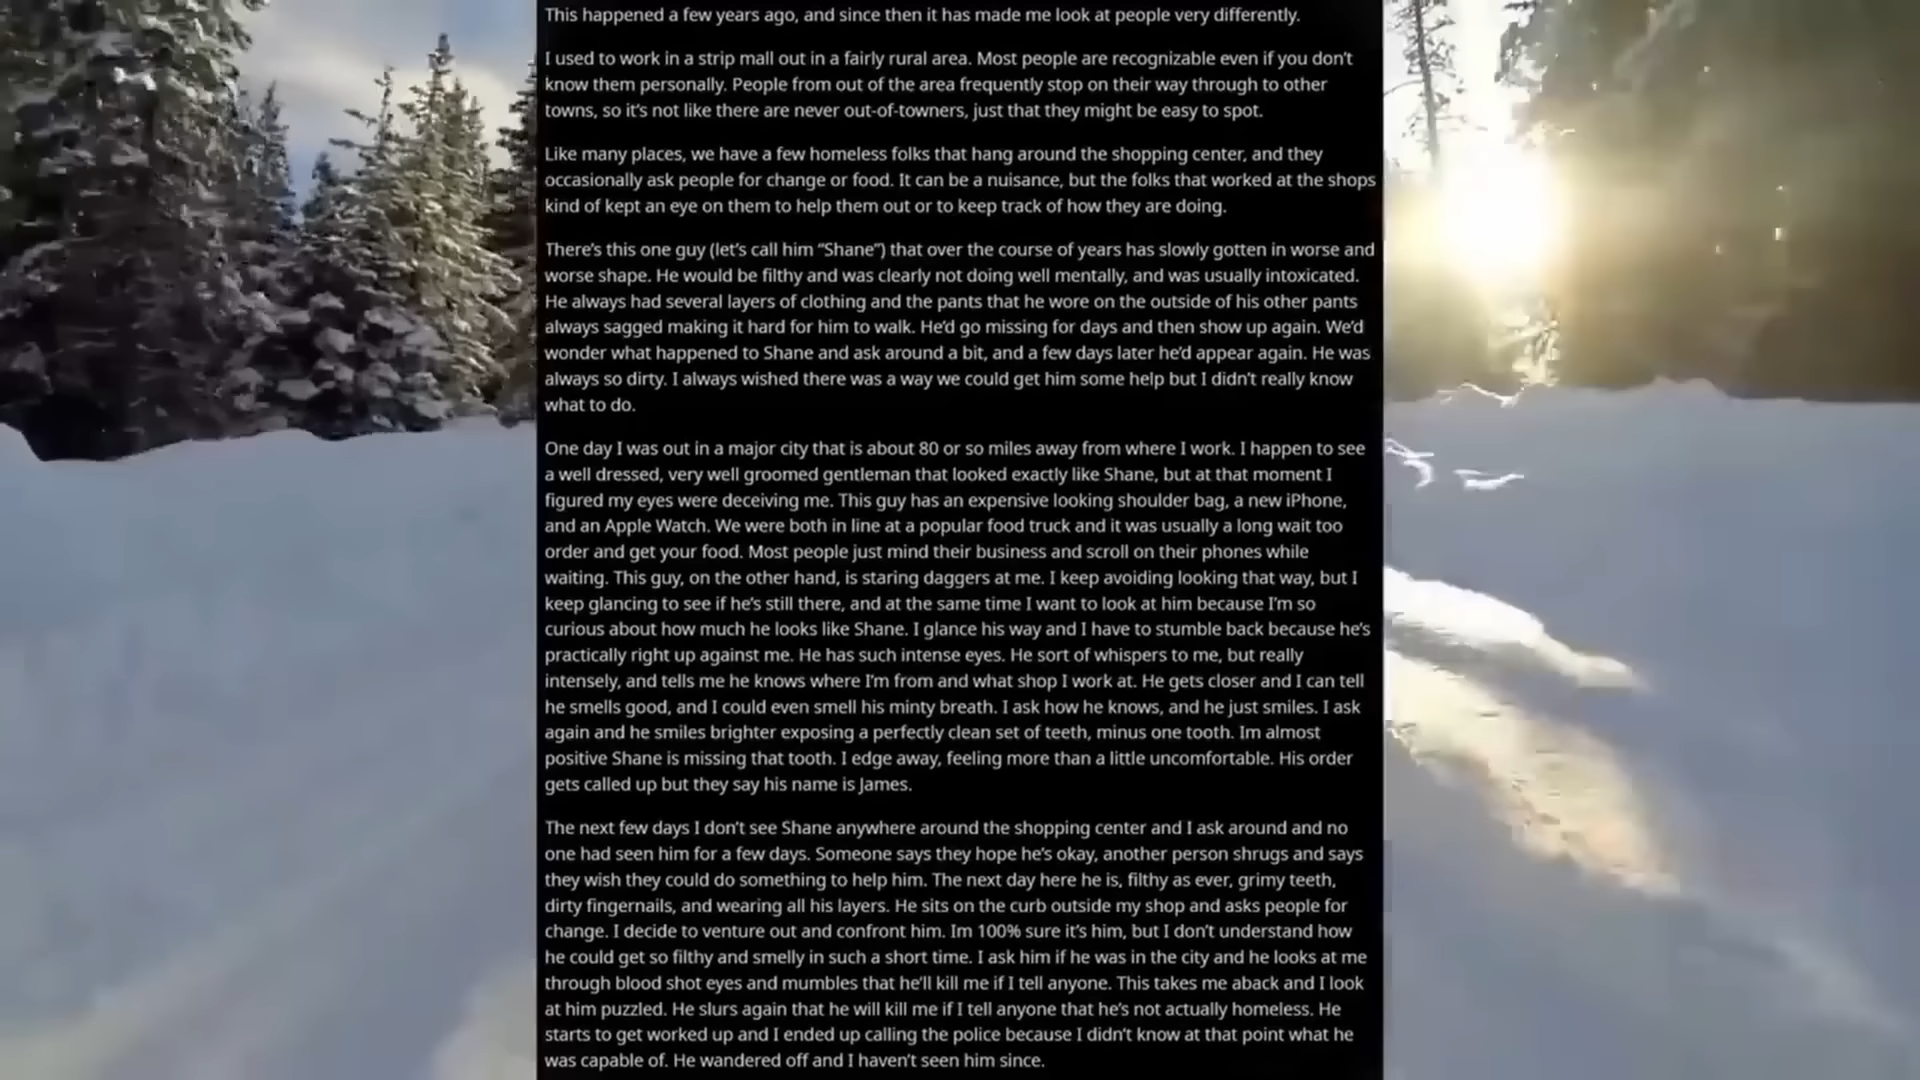 This happened a few years ago, and since then it has made me look at people very differently.
I used to work in a strip mall out in a fairly rural area. Most people are recognizable even if you don't
know them personally. People from out of the area frequently stop on their way through to other
towns, so it's not like there are never out-of-towners, just that they might be easy to spot.
Like many places, we have a few homeless folks that hang around the shopping center, and they
occasionally ask people for change or food. It can be a nuisance, but the folks that worked at the shops
kind of kept an eye on them to help them out or to keep track of how they are doing.
There's this one guy (let's call him "Shane") that over the course of years has slowly gotten in worse and
worse shape. He would be filthy and was clearly not doing well mentally, and was usually intoxicated.
He always had several layers of clothing and the pants that he wore on the outside of his other pants
always sagged making it hard for him to walk. He'd go missing for days and then show up again. We'd
wonder what happened to Shane and ask around a bit, and a few days later he'd appear again. He was
always so dirty. I always wished there was a way we could get him some help but I didn't really know
what to do.
One day I was out in a major city that is about 80 or so miles away from where I work. I happen to see
a well dressed, very well groomed gentleman that looked exactly like Shane, but at that moment I
figured my eyes were deceiving me. This guy has an expensive looking shoulder bag, a new iPhone,
and an Apple Watch. We were both in line at a popular food truck and it was usually a long wait too
order and get your food. Most people just mind their business and scroll on their phones while
waiting. This guy, on the other hand, is staring daggers at me. I keep avoiding looking that way, but I
keep glancing to see if he's still there, and at the same time I want to look at him because I'm so
curious about how much he looks like Shane. I glance his way and I have to stumble back because he's
practically right up against me. He has such intense eyes. He sort of whispers to me, but really
intensely, and tells me he knows where I'm from and what shop I work at. He gets closer and I can tell
he smells good, and I could even smell his minty breath. I ask how he knows, and he just smiles. I ask
again and he smiles brighter exposing a perfectly clean set of teeth, minus one tooth. Im almost
positive Shane is missing that tooth. I edge away, feeling more than a little uncomfortable. His order
gets called up but they say his name is James.
The next few days I don't see Shane anywhere around the shopping center and I ask around and no
one had seen him for a few days. Someone says they hope he's okay, another person shrugs and says
they wish they could do something to help him. The next day here he is, filthy as ever, grimy teeth,
dirty fingernails, and wearing all his layers. He sits on the curb outside my shop and asks people for
change. I decide to venture out and confront him. Im 100% sure it's him, but I don't understand how
he could get so filthy and smelly in such a short time. I ask him if he was in the city and he looks at me
through blood shot eyes and mumbles that he'll kill me if I tell anyone. This takes me aback and I look
at him puzzled. He slurs again that he will kill me if I tell anyone that he's not actually homeless. He
starts to get worked up and I ended up calling the police because I didn't know at that point what he
was capable of. He wandered off and I haven't seen him since.